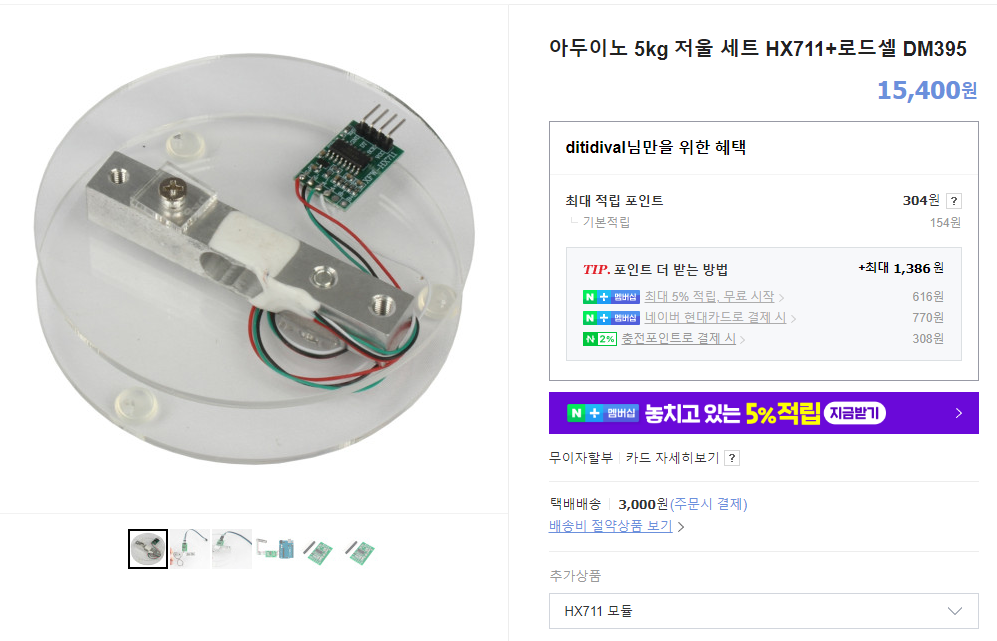 아두이노 5kg 저울 세트 HX711+로드셀 DM395
15,400원
ditidival님만을 위한 혜택
최대 적립 포인트 304원 ?
기본적립 154원
TIP. 포인트 더 받는 방법 +최대 1,386 원
N + 멤버십 최대 5% 적립, 무료 시작 616원
N + 멤버십 네이버 현대카드로 결제 시 770원
N 2% 충전포인트로 결제 시 308원
N + 멤버십 놓치고 있는 5% 적립 지금받기
무이자할부 카드 자세히보기 ?
택배배송 3,000원(주문시 결제)
배송비 절약상품 보기
추가상품
HX711 모듈